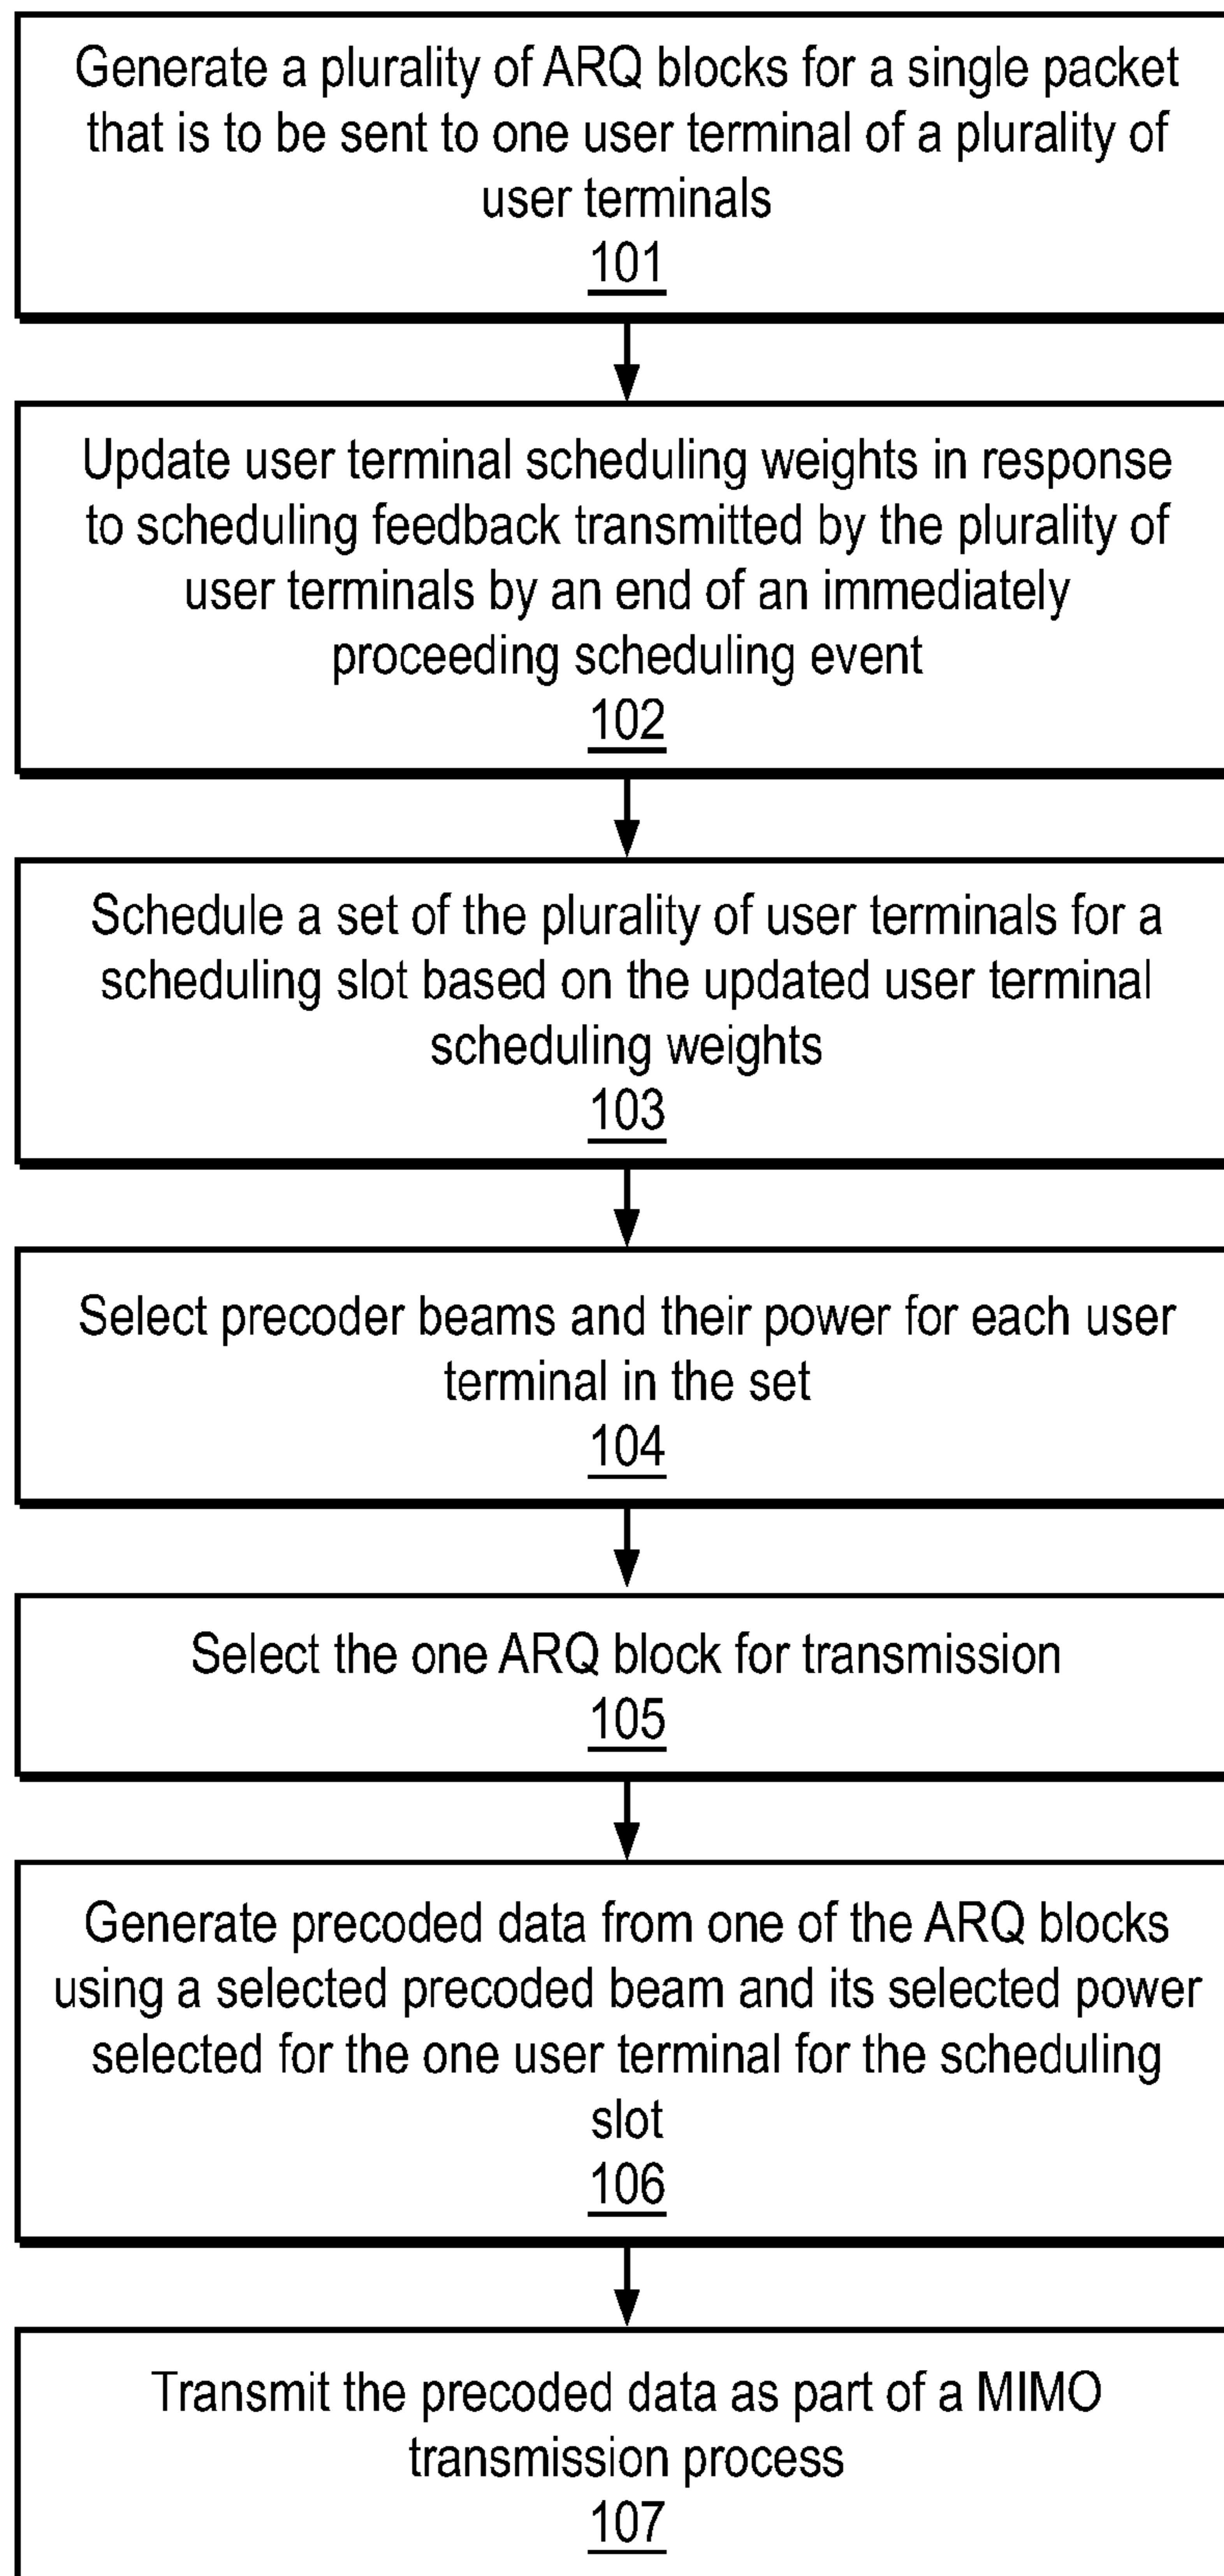 Generate a plurality of ARQ blocks for a single packet
that is to be sent to one user terminal of a plurality of
user terminals
101
Update user terminal scheduling weights in response
to scheduling feedback transmitted by the plurality of
user terminals by an end of an immediately
proceeding scheduling event
102
Schedule a set of the plurality of user terminals for a
scheduling slot based on the updated user terminal
scheduling weights
103
Select precoder beams and their power for each user
terminal in the set
104
Select the one ARQ block for transmission
105
Generate precoded data from one of the ARQ blocks
using a selected precoded beam and its selected power
selected for the one user terminal for the scheduling
slot
106
Transmit the precoded data as part of a MIMO
transmission process
107